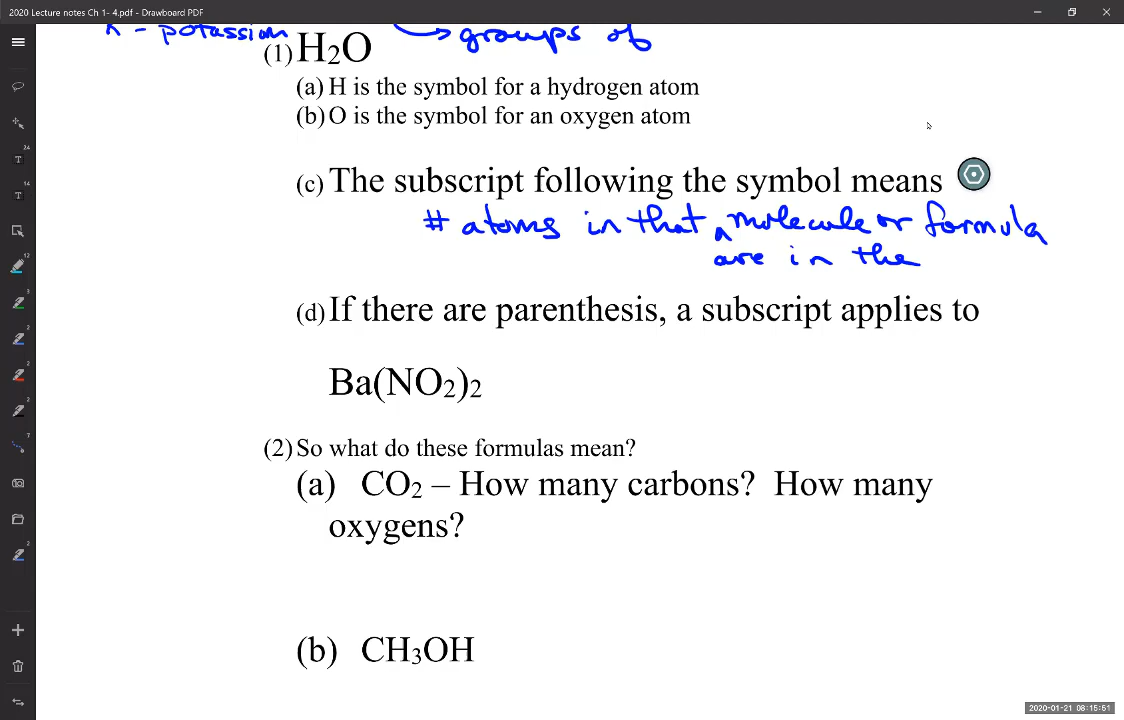 2020 Lecture notes Ch 1- 4.pdf - Drawboard PDF
K - potassium groups of
(1) H₂O
(a) H is the symbol for a hydrogen atom
(b) O is the symbol for an oxygen atom
(c) The subscript following the symbol means
# atoms in that molecule or formula
are in the
(d) If there are parenthesis, a subscript applies to
Ba(NO₂)₂
(2) So what do these formulas mean?
(a) CO₂ – How many carbons? How many
oxygens?
(b) CH₃OH
2020-01-21 08:15:51